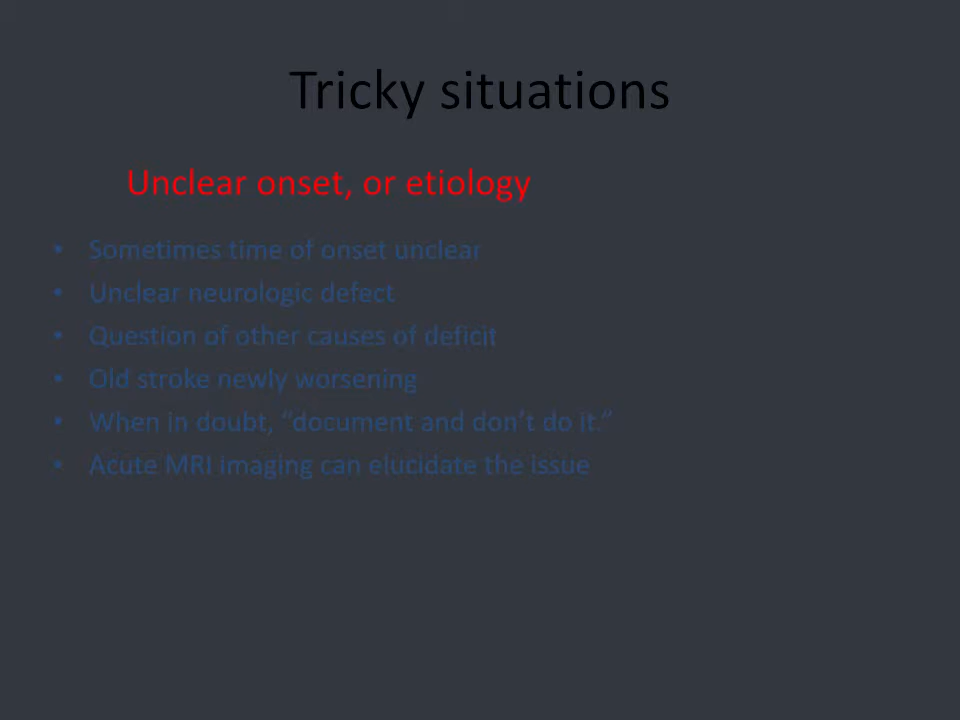 Tricky situations
Unclear onset, or etiology
• Sometimes time of onset unclear
• Unclear neurologic defect
• Question of other causes of deficit
• Old stroke newly worsening
• When in doubt, “document and don’t do it.”
• Acute MRI imaging can elucidate the issue